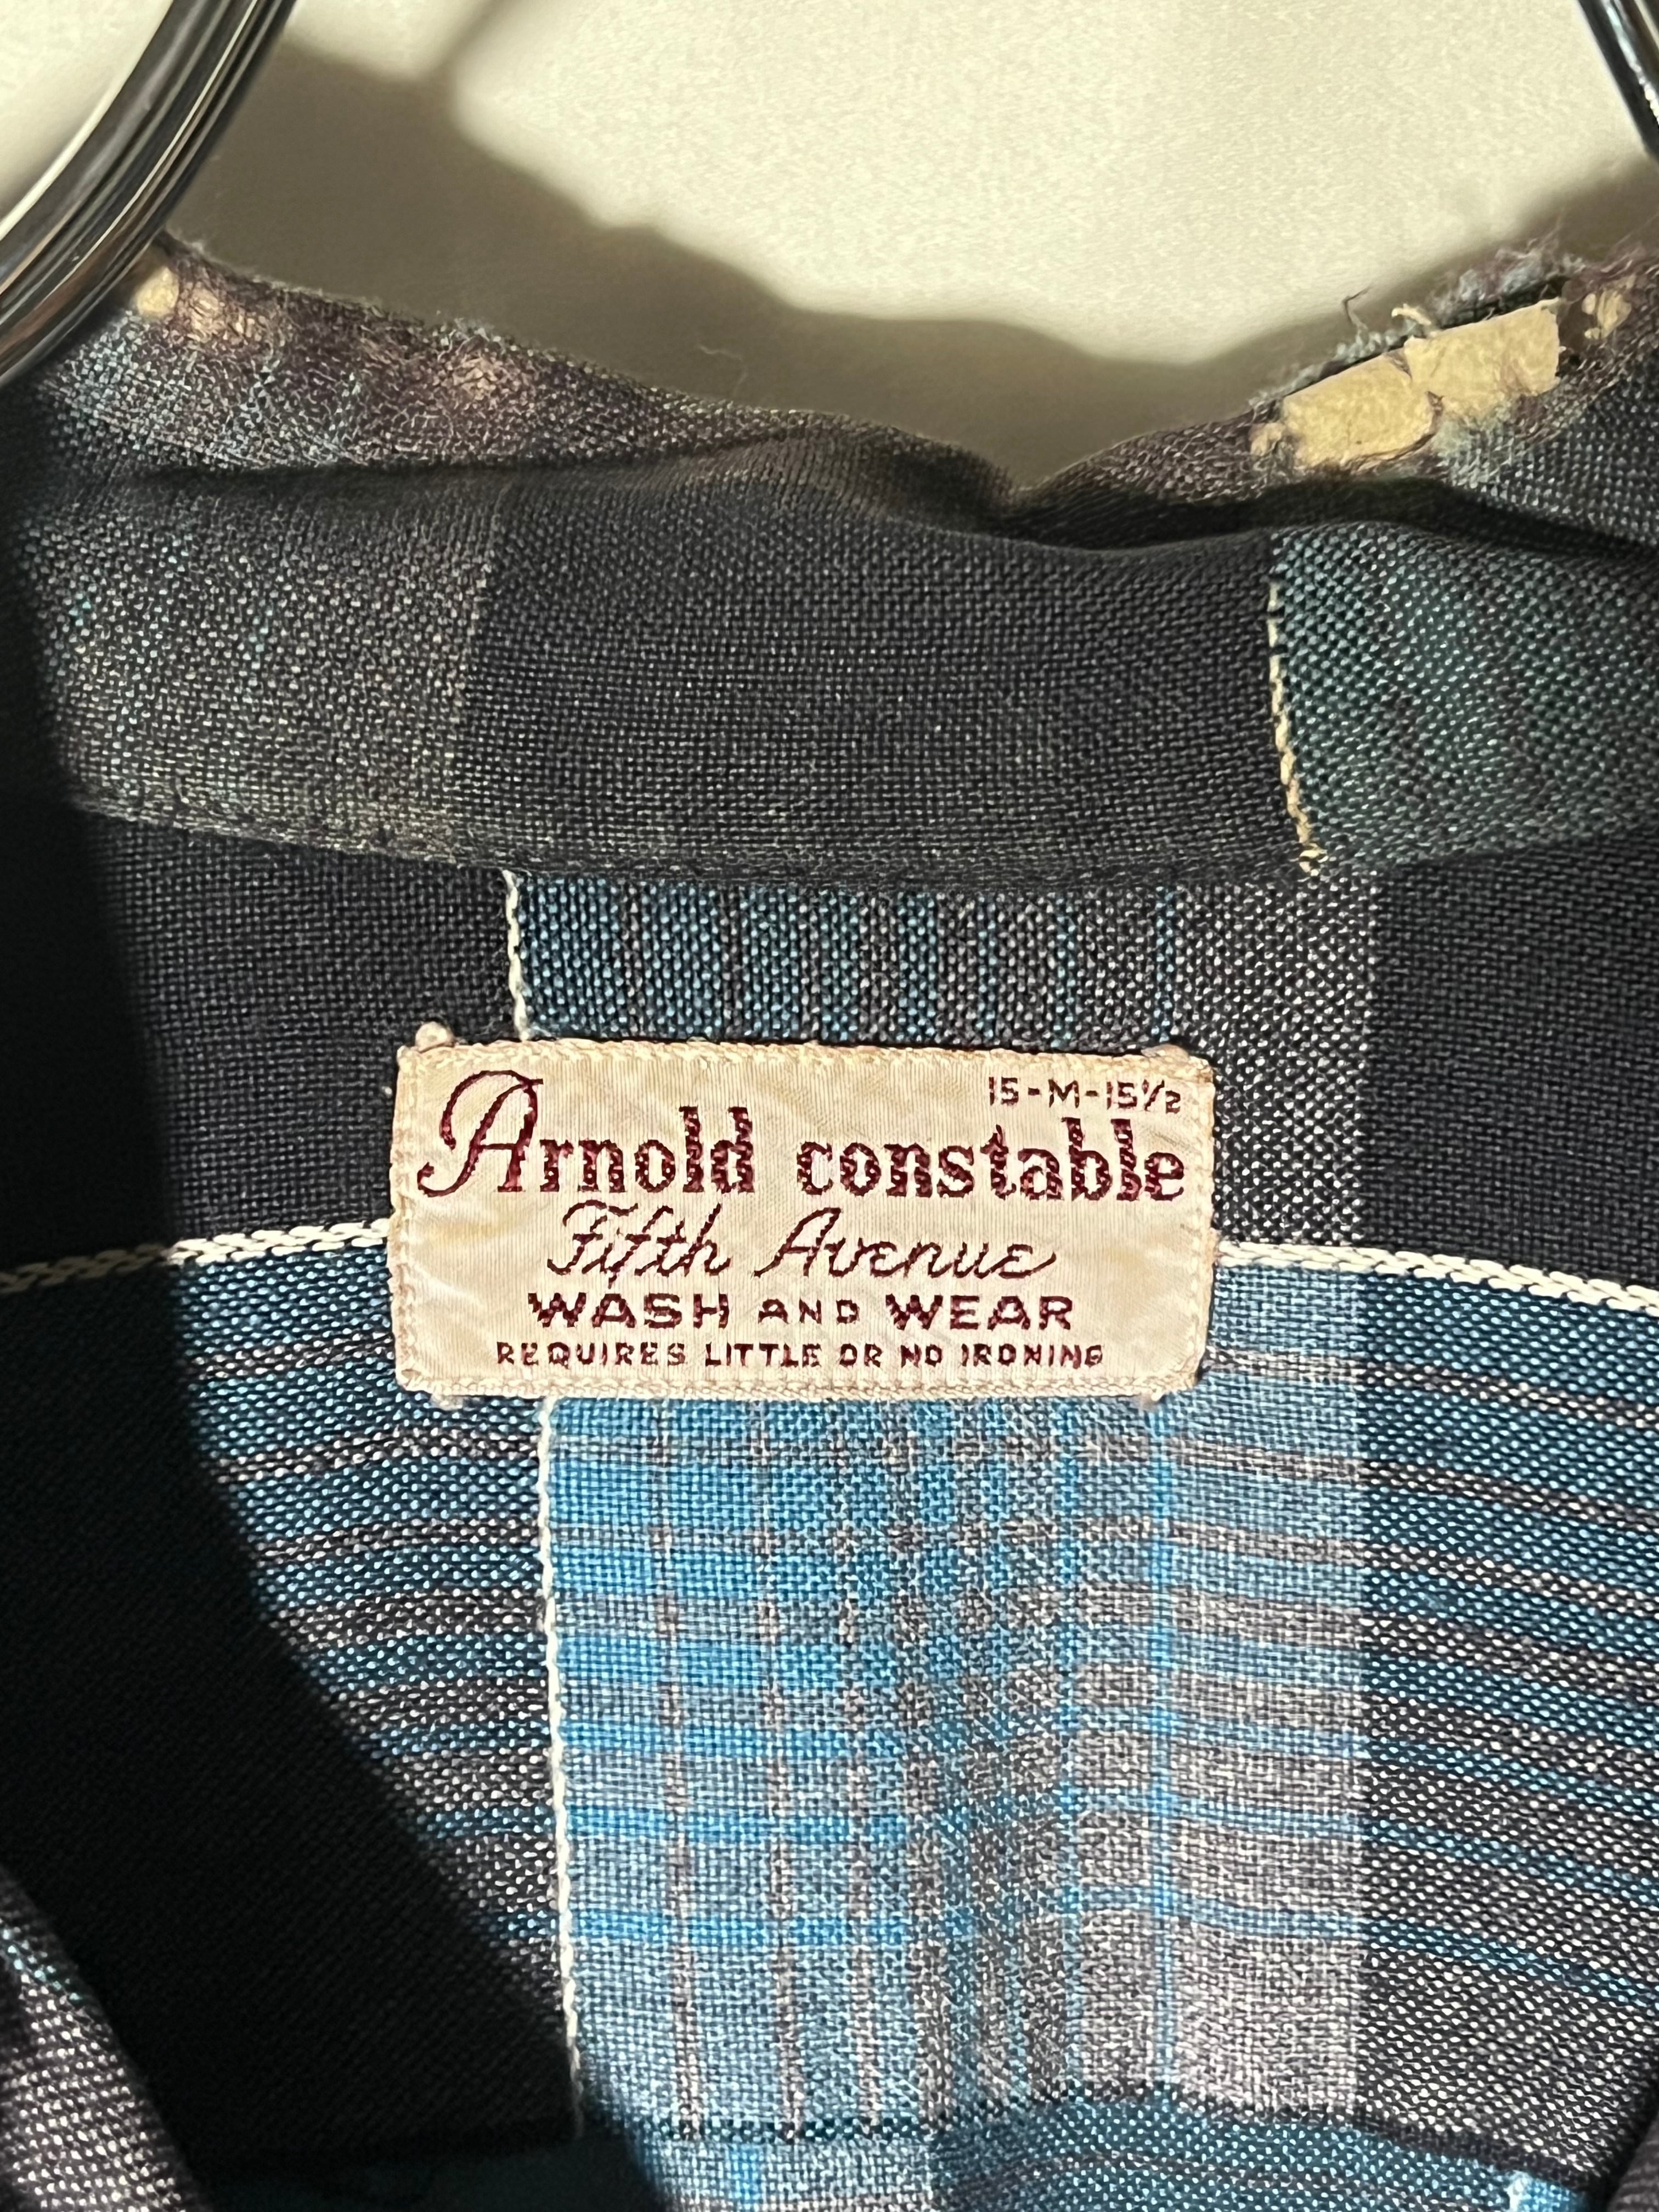 15-M-15½
Arnold constable
Fifth Avenue
WASH AND WEAR
REQUIRES LITTLE OR NO IRONING